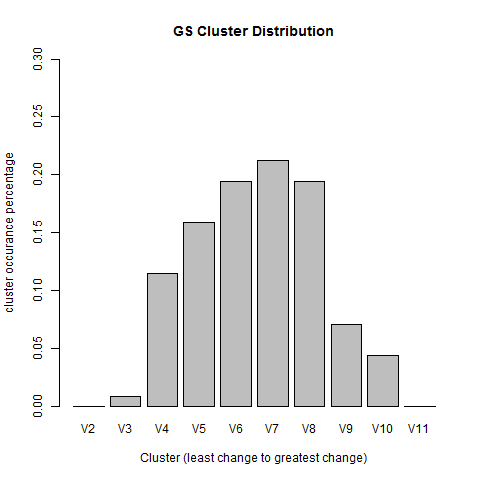 GS Cluster Distribution
cluster occurance percentage
0.30
0.25
0.20
0.15
0.10
0.05
0.00
V2 V3 V4 V5 V6 V7 V8 V9 V10 V11
Cluster (least change to greatest change)